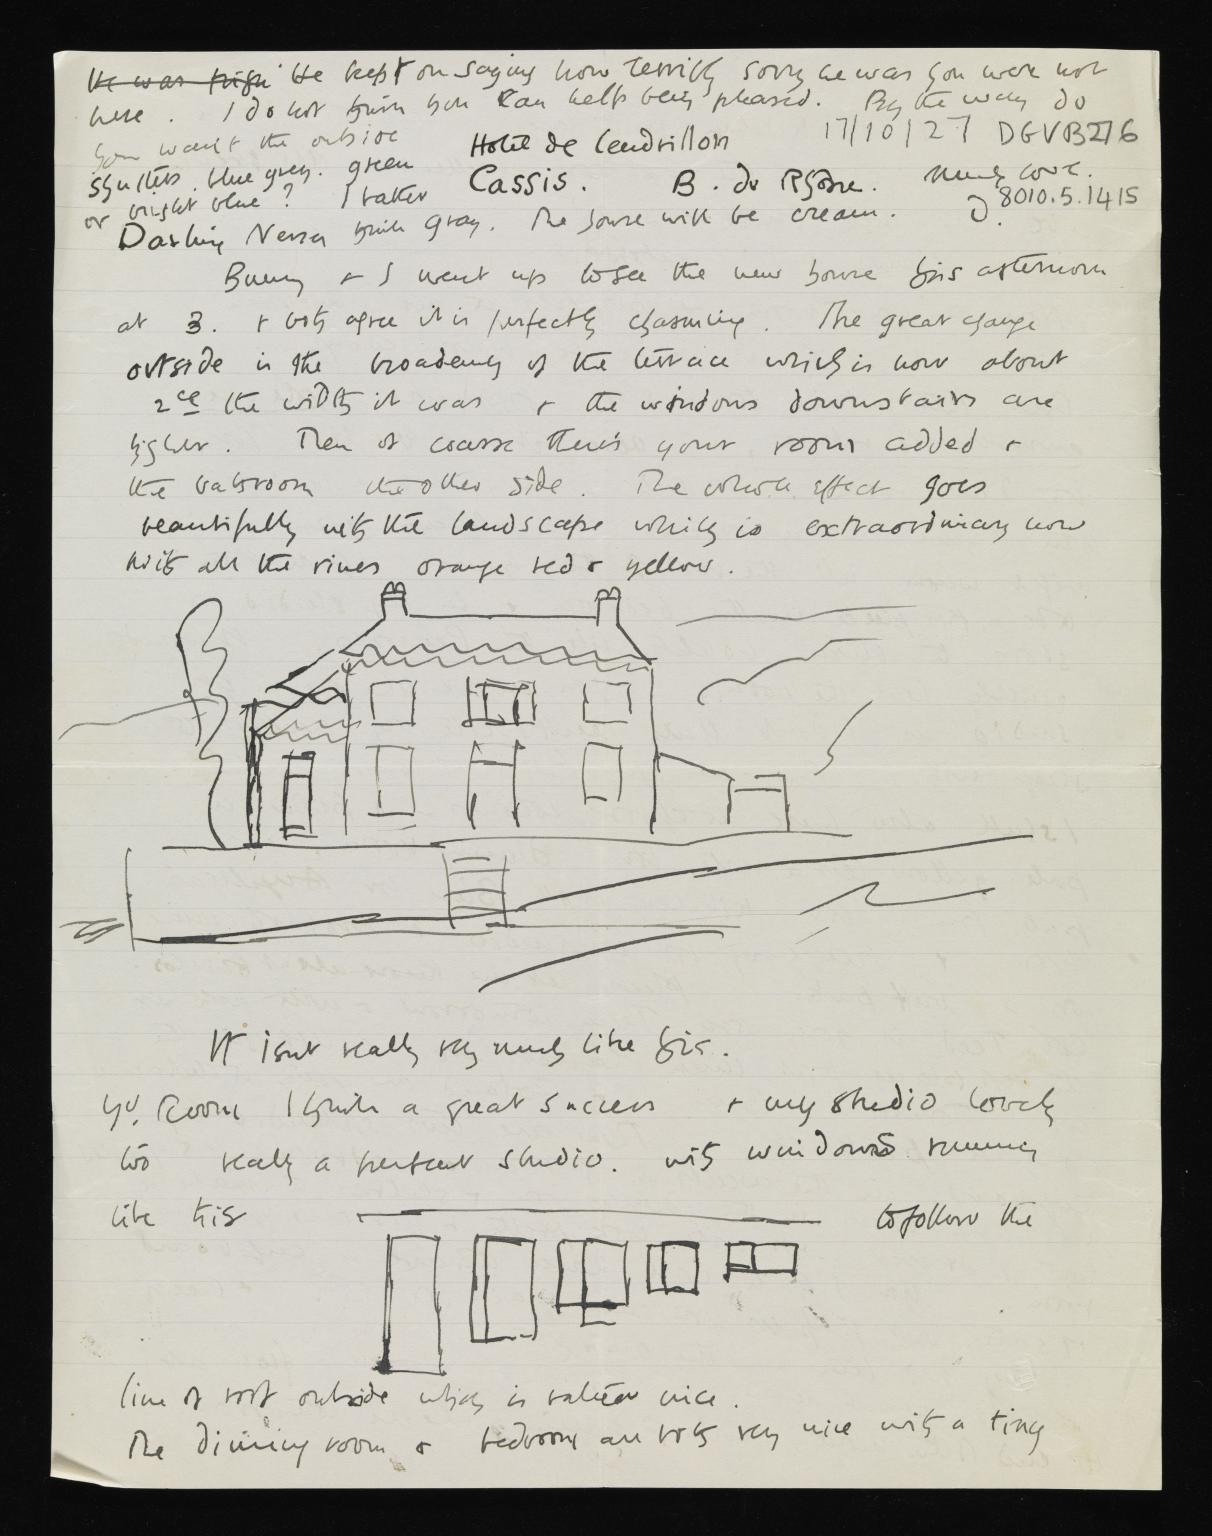 ~~He was frigh~~ He kept on saying how terribly sorry he was you were not
here. I do not think you can help being pleased. By the way do
you want the outside
shutters blue grey. green
or bright blue? I rather
think gray. The house will be cream.
much love.
D.
17/10/27 DGVB276
8010.5.1415
Hotel de Cendrillon
Cassis. B. du Rhone.
Darling Nessa
Bunny & I went up to see the new house this afternoon
at 3. & both agree it is perfectly charming. The great change
outside is the broadening of the terrace which is now about
2ce the width it was & the windows downstairs are
higher. Then of course there's your room added &
the bathroom the other side. The whole effect goes
beautifully with the landscape which is extraordinary now
with all the vines orange red & yellow.
It isnt really very much like this.
Yr. Room I think a great success & my studio lovely
too really a perfect studio. with windows running
like this to follow the
line of roof outside which is rather nice.
The dining room & bedroom are both very nice with a tiny